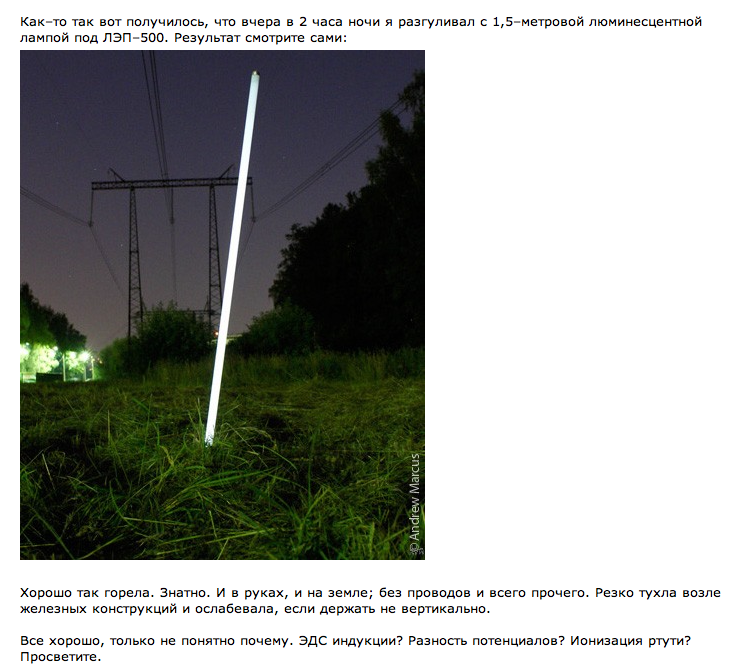 Как–то так вот получилось, что вчера в 2 часа ночи я разгуливал с 1,5–метровой люминесцентной
лампой под ЛЭП–500. Результат смотрите сами:
© Andrew Marcus
Хорошо так горела. Знатно. И в руках, и на земле; без проводов и всего прочего. Резко тухла возле
железных конструкций и ослабевала, если держать не вертикально.
Все хорошо, только не понятно почему. ЭДС индукции? Разность потенциалов? Ионизация ртути?
Просветите.